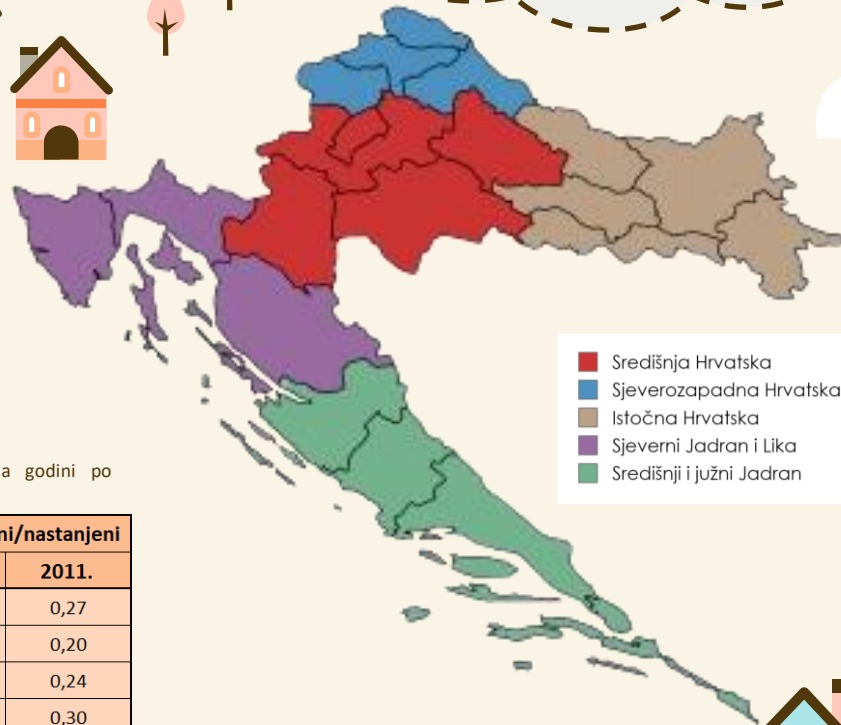 Središnja Hrvatska
Sjeverozapadna Hrvatska
Istočna Hrvatska
Sjeverni Jadran i Lika
Središnji i južni Jadran
a godini po
ni/nastanjeni
2011.
0,27
0,20
0,24
0,30